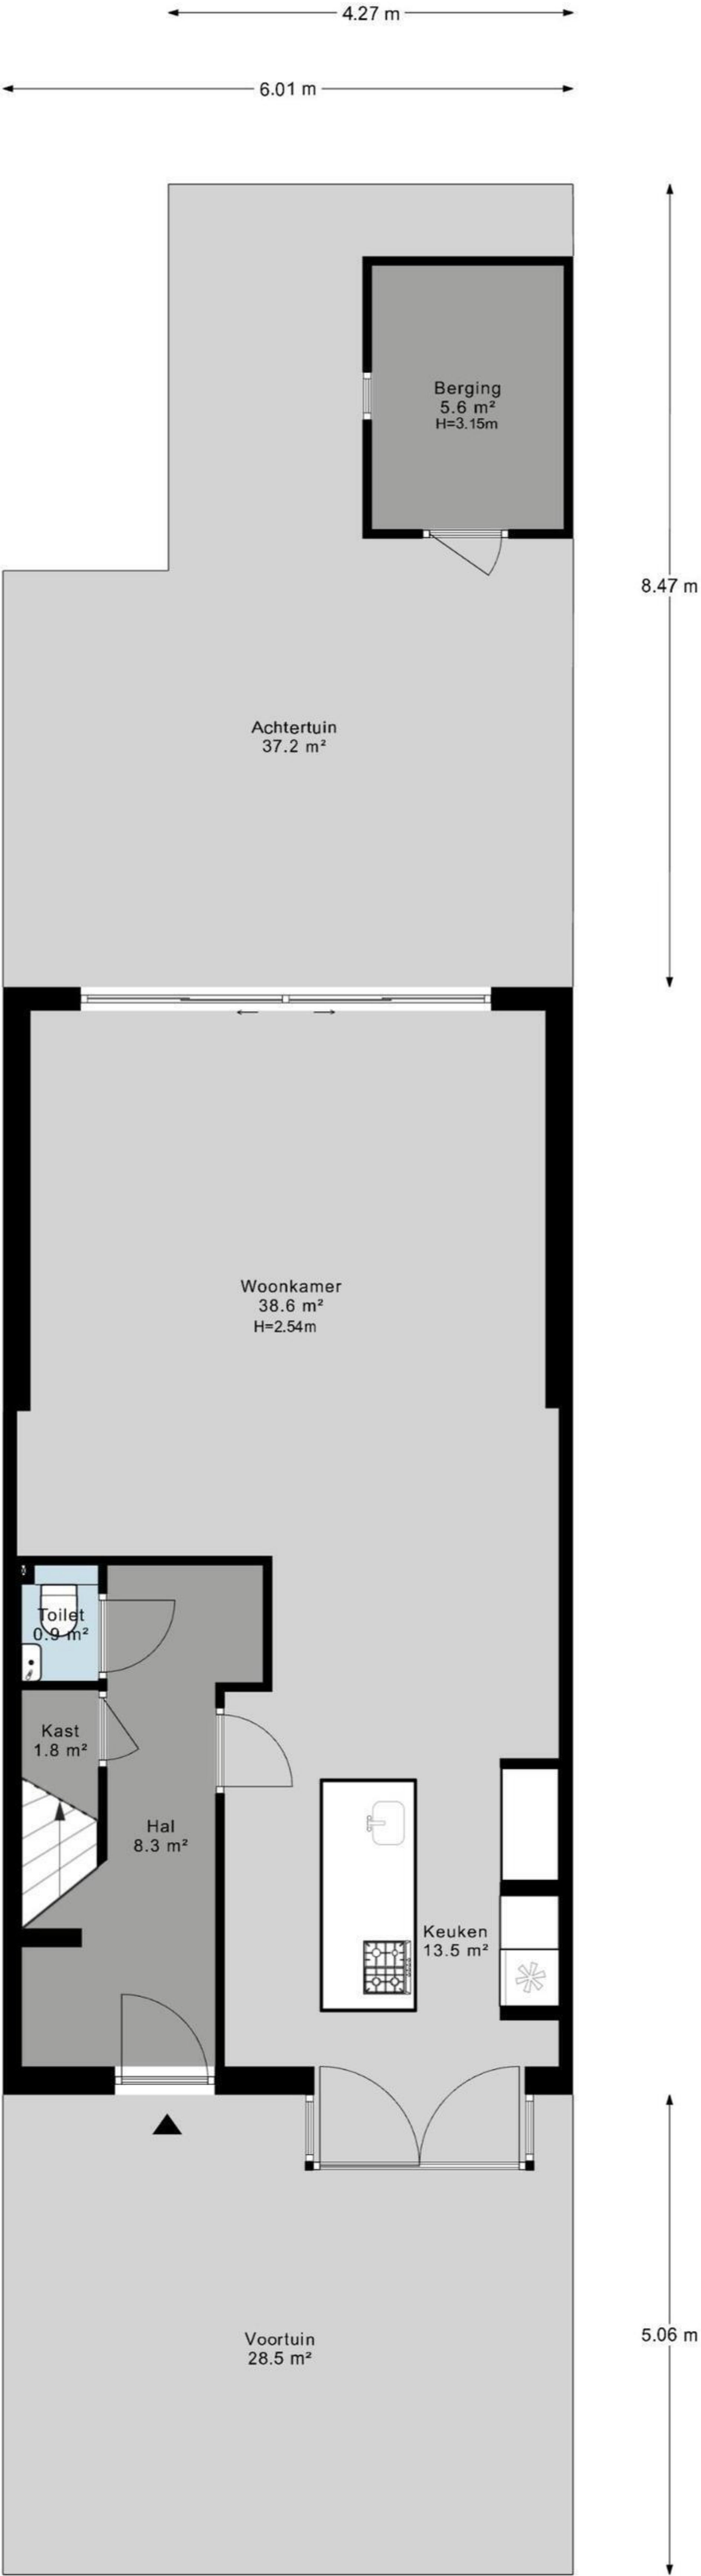 4.27 m
6.01 m
Berging
5.6 m²
H=3.15m
8.47 m
Achtertuin
37.2 m²
Woonkamer
38.6 m²
H=2.54m
Toilet
0.9 m²
Kast
1.8 m²
Hal
8.3 m²
Keuken
13.5 m²
Voortuin
28.5 m²
5.06 m